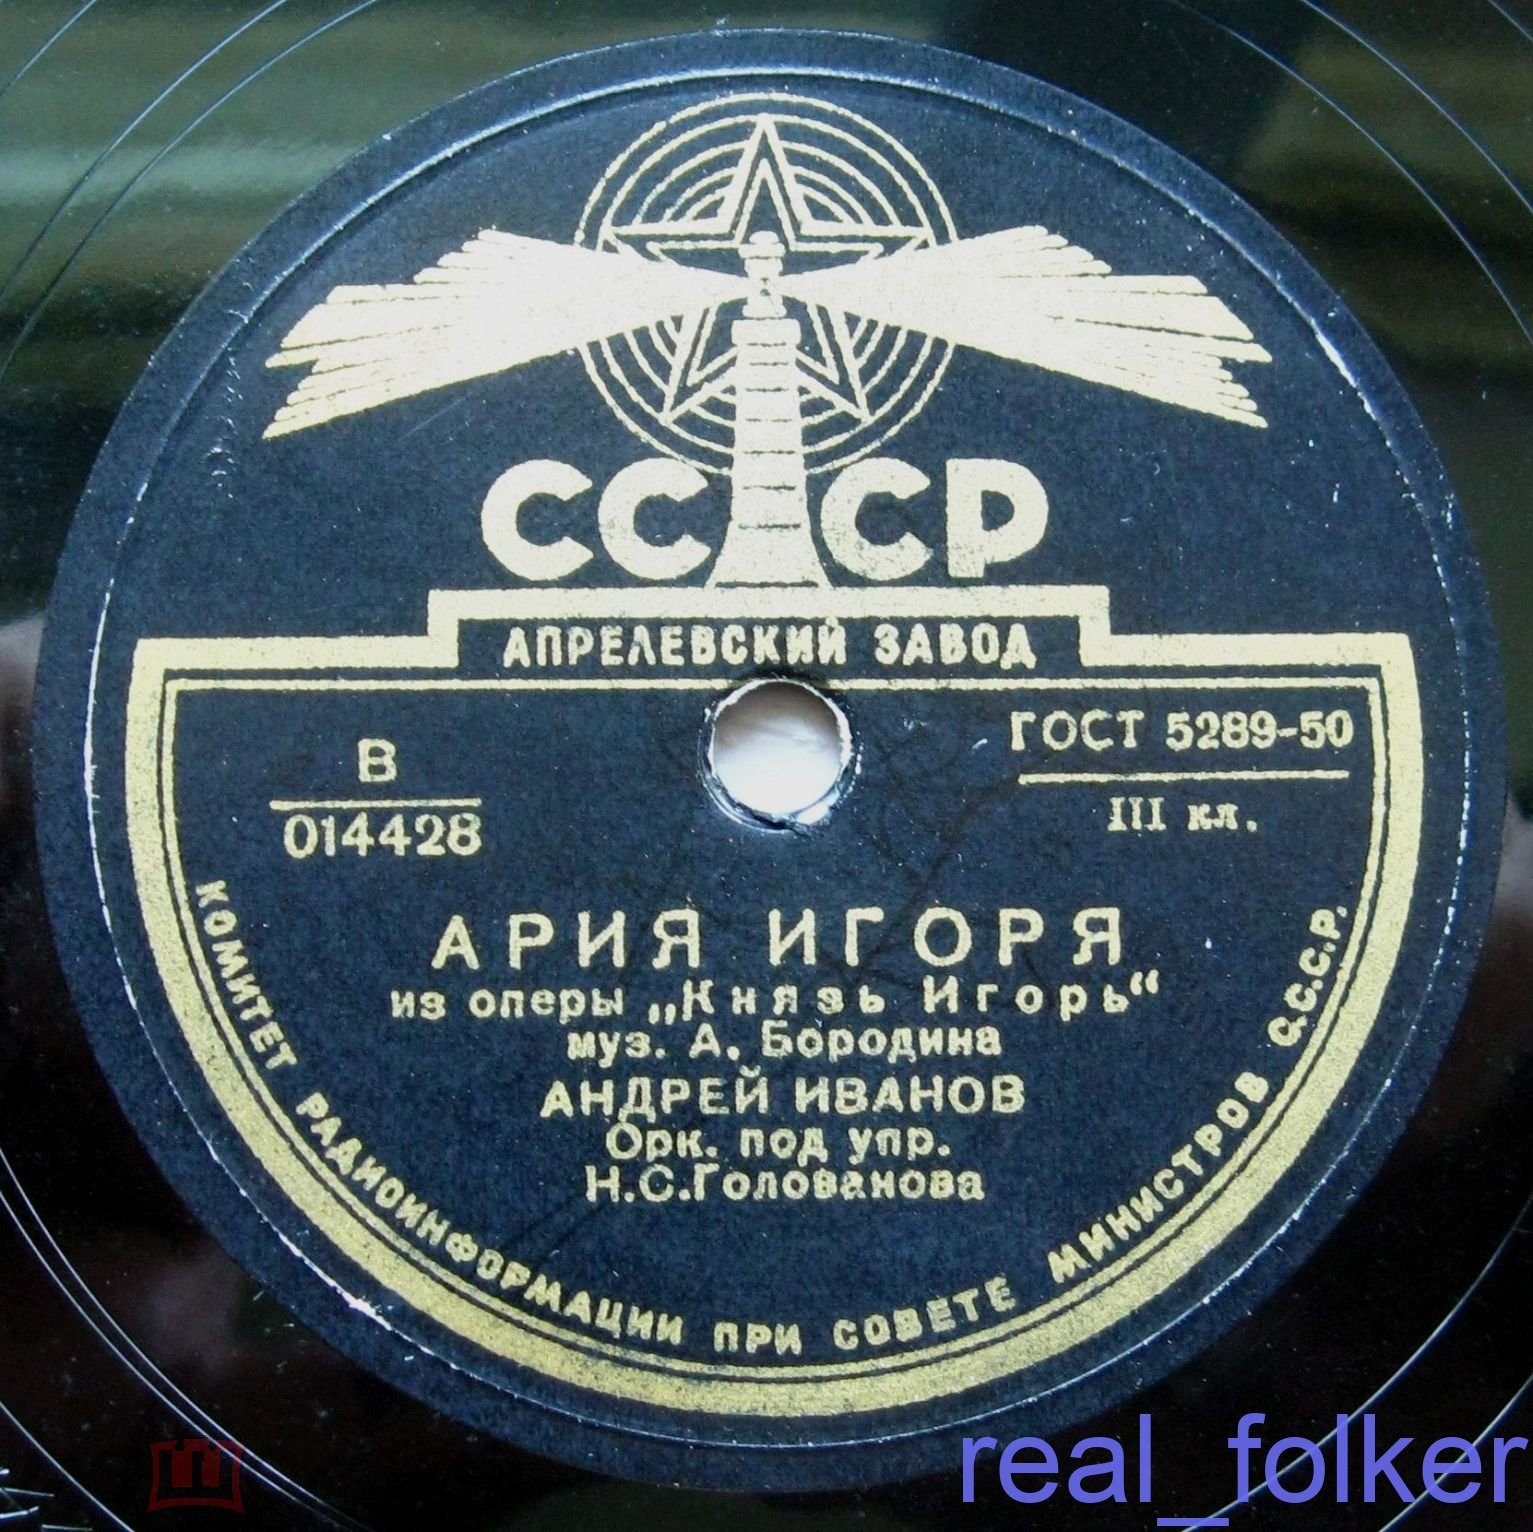 СССР
АПРЕЛЕВСКИЙ ЗАВОД
В
014428
ГОСТ 5289-50
III кл.
АРИЯ ИГОРЯ
из оперы „Князь Игорь“
муз. А. Бородина
АНДРЕЙ ИВАНОВ
Орк. под упр.
Н.С.Голованова
КОМИТЕТ РАДИОИНФОРМАЦИИ ПРИ СОВЕТЕ МИНИСТРОВ С.С.С.Р.
real_folker